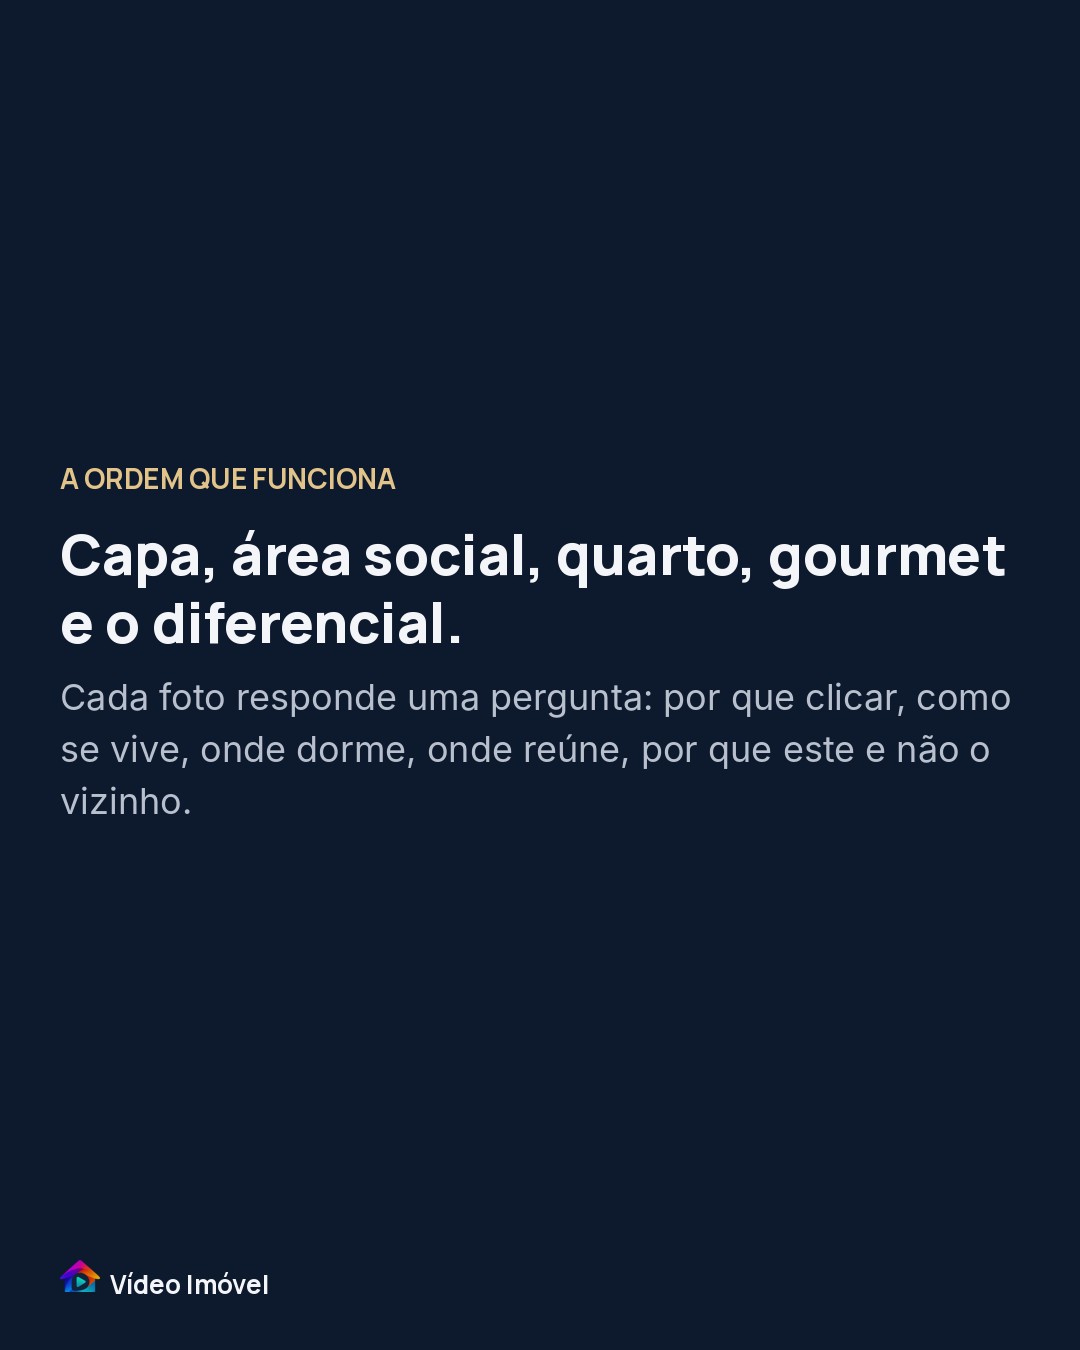 A ORDEM QUE FUNCIONA
Capa, área social, quarto, gourmet
e o diferencial.
Cada foto responde uma pergunta: por que clicar, como
se vive, onde dorme, onde reúne, por que este e não o
vizinho.
Vídeo Imóvel